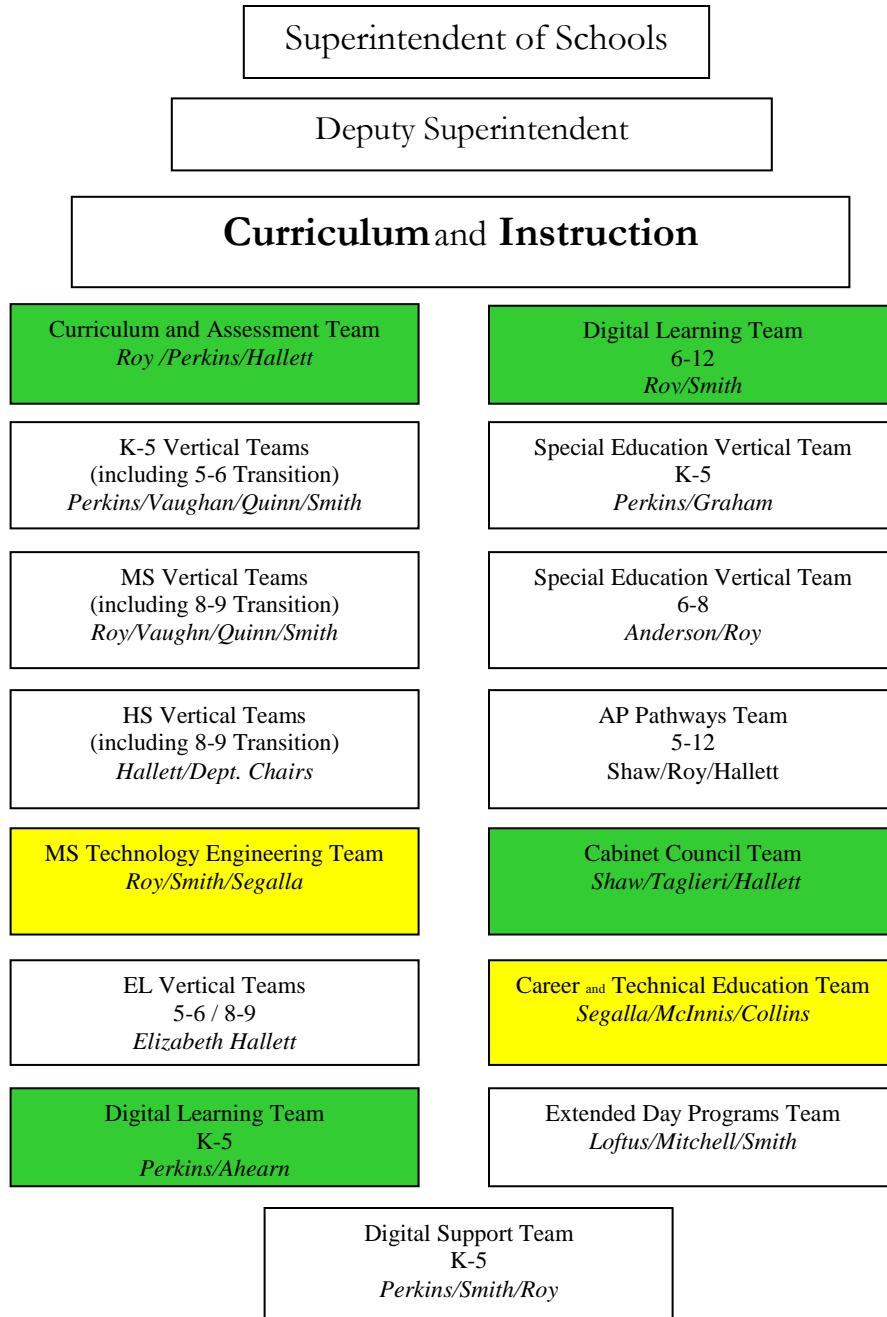 Superintendent of Schools
Deputy Superintendent
Curriculum and Instruction
Curriculum and Assessment Team
Roy /Perkins/Hallett
Digital Learning Team
6-12
Roy/Smith
K-5 Vertical Teams
(including 5-6 Transition)
Perkins/Vaughan/Quinn/Smith
Special Education Vertical Team
K-5
Perkins/Graham
MS Vertical Teams
(including 8-9 Transition)
Roy/Vaughn/Quinn/Smith
Special Education Vertical Team
6-8
Anderson/Roy
HS Vertical Teams
(including 8-9 Transition)
Hallett/Dept. Chairs
AP Pathways Team
5-12
Shaw/Roy/Hallett
MS Technology Engineering Team
Roy/Smith/Segalla
Cabinet Council Team
Shaw/Taglieri/Hallett
EL Vertical Teams
5-6 / 8-9
Elizabeth Hallett
Career and Technical Education Team
Segalla/McInnis/Collins
Digital Learning Team
K-5
Perkins/Ahearn
Extended Day Programs Team
Loftus/Mitchell/Smith
Digital Support Team
K-5
Perkins/Smith/Roy